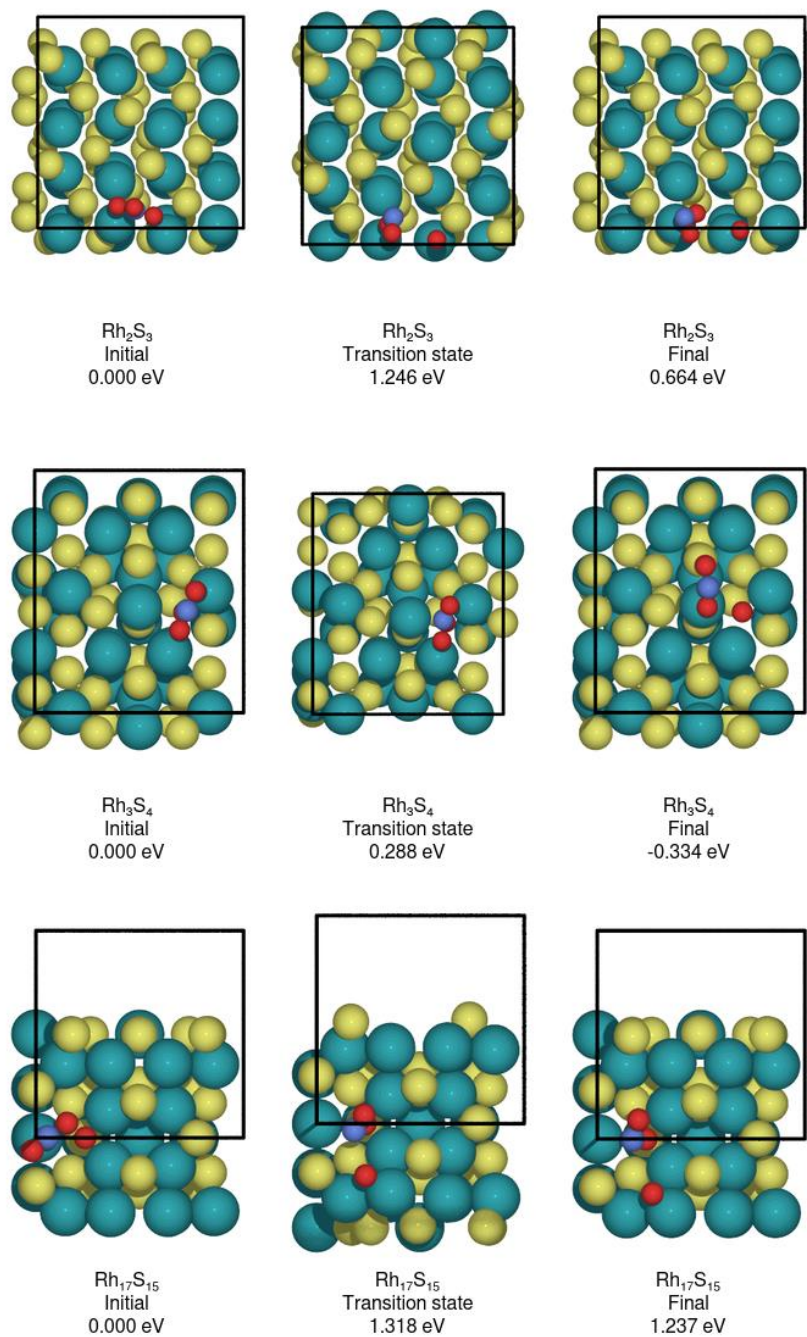 Rh₂S₃
Initial
0.000 eV
Rh₂S₃
Transition state
1.246 eV
Rh₂S₃
Final
0.664 eV
Rh₃S₄
Initial
0.000 eV
Rh₃S₄
Transition state
0.288 eV
Rh₃S₄
Final
-0.334 eV
Rh₁₇S₁₅
Initial
0.000 eV
Rh₁₇S₁₅
Transition state
1.318 eV
Rh₁₇S₁₅
Final
1.237 eV